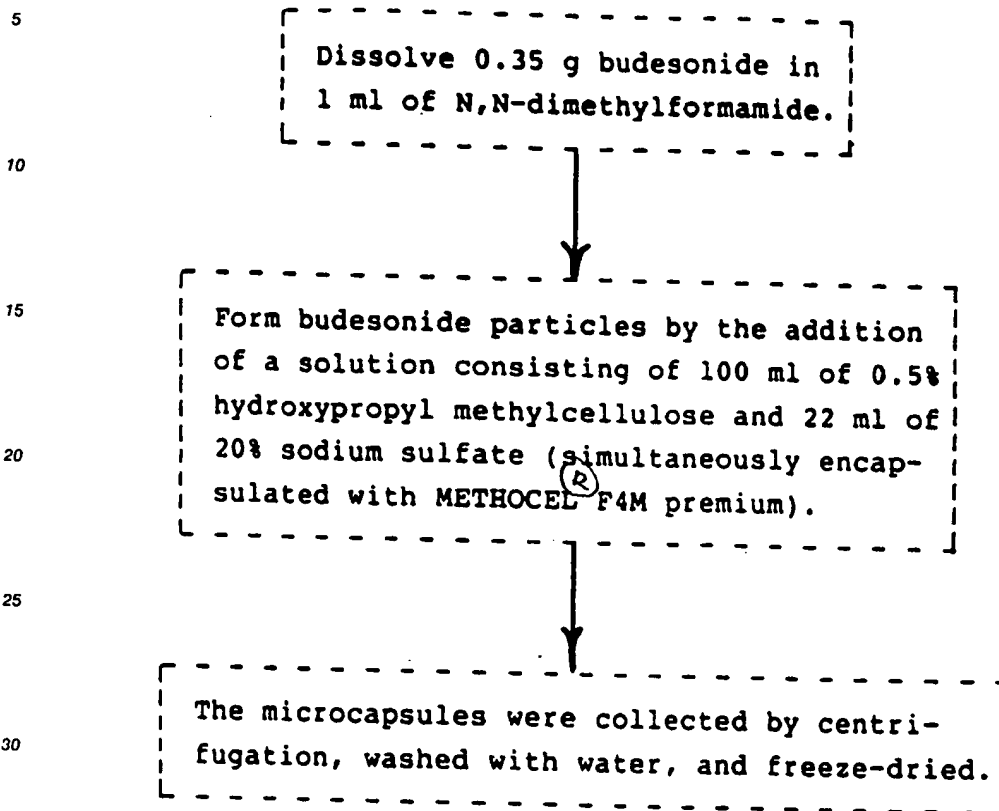 5
Dissolve 0.35 g budesonide in
1 ml of N,N-dimethylformamide.
10
15
Form budesonide particles by the addition
of a solution consisting of 100 ml of 0.5%
hydroxypropyl methylcellulose and 22 ml of
20
20% sodium sulfate (simultaneously encap-
sulated with METHOCEL® F4M premium).
25
The microcapsules were collected by centri-
30
fugation, washed with water, and freeze-dried.